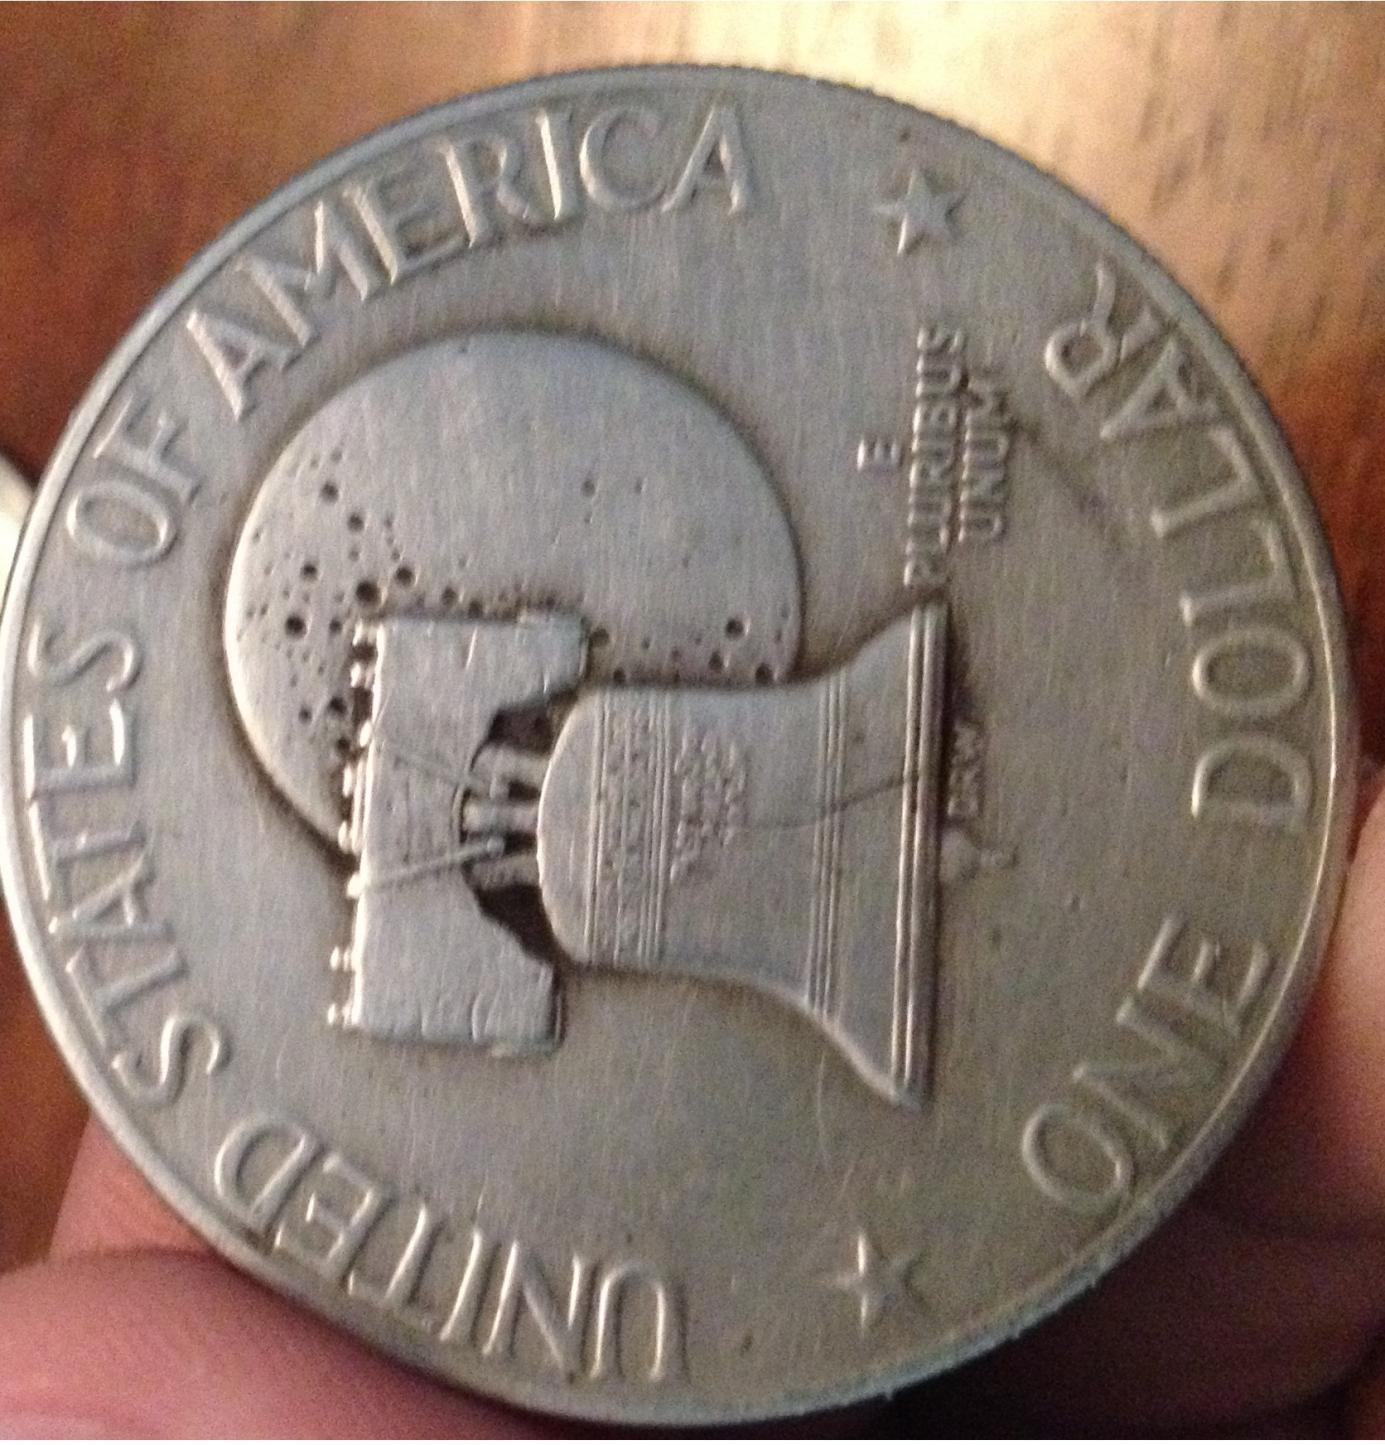 UNITED STATES OF AMERICA
E
PLURIBUS
UNUM
ONE DOLLAR